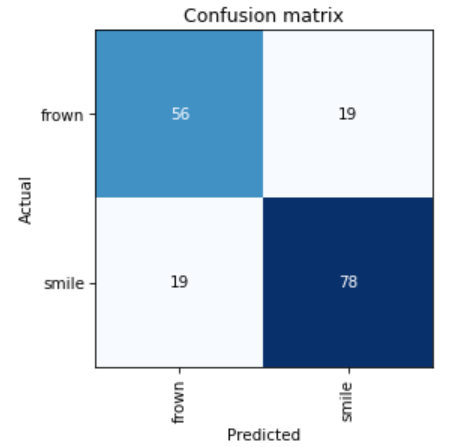 Confusion matrix
frown 56 19
Actual
smile 19 78
frown smile
Predicted